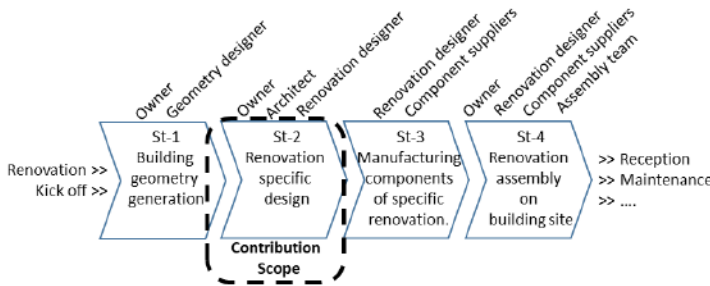 Owner
Geometry designer
Owner
Architect
Renovation designer
Renovation designer
Component suppliers
Owner
Renovation designer
Component suppliers
Assembly team
Renovation >>
Kick off >>
St-1
Building
geometry
generation
St-2
Renovation
specific
design
St-3
Manufacturing
components
of specific
renovation.
St-4
Renovation
assembly
on
building site
>> Reception
>> Maintenance
>> ....
Contribution
Scope